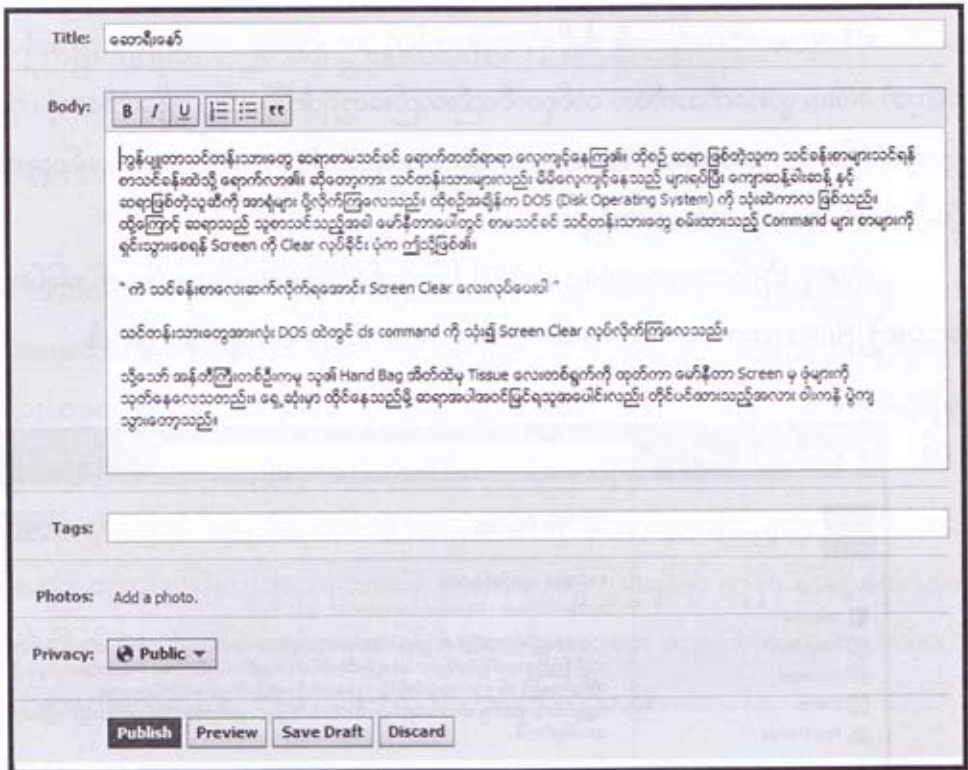 Title: ဆောရီးနော်
Body: B I U
ကွန်ပျူတာသင်တန်းသားတွေ ဆရာစာမသင်ခင် ရောက်တတ်ရာရာ လေ့ကျင့်နေကြ၏။ ထိုစဉ် ဆရာ ဖြစ်တဲ့သူက သင်ခန်းစာများသင်ရန်
စာသင်ခန်းထဲသို့ ရောက်လာ၏။ ဆိုတော့ကား သင်တန်းသားများလည်း မိမိလေ့ကျင့်နေသည် များရပ်ပြီး ကျောဆန့်ခါးဆန့် နှင့်
ဆရာဖြစ်တဲ့သူဆီကို အာရုံများ ပို့လိုက်ကြလေသည်။ ထိုစဉ်အချိန်က DOS (Disk Operating System) ကို သုံးဆဲကာလ ဖြစ်သည်။
ထို့ကြောင့် ဆရာသည် သူစာသင်သည့်အခါ မော်နီတာပေါ်တွင် စာမသင်ခင် သင်တန်းသားတွေ စမ်းထားသည့် Command များ စာများကို
ရှင်းသွားစေရန် Screen ကို Clear လုပ်ခိုင်း ပုံက ဤသို့ဖြစ်၏။
" ကဲ သင်ခန်းစာလေးဆက်လိုက်ရအောင်၊ Screen Clear လေးလုပ်ပေးပါ "
သင်တန်းသားတွေအားလုံး DOS ထဲတွင် cls command ကို သုံး၍ Screen Clear လုပ်လိုက်ကြလေသည်။
သို့သော် အန်တီကြီးတစ်ဦးကမူ သူ၏ Hand Bag အိတ်ထဲမှ Tissue လေးတစ်ရွက်ကို ထုတ်ကာ မော်နီတာ Screen မှ ဖုံများကို
သုတ်နေလေသတည်း။ ရှေ့ဆုံးမှာ ထိုင်နေသည်မို့ ဆရာအပါအဝင်မြင်ရသူအပေါင်းလည်း တိုင်ပင်ထားသည့်အလား ဝါးကနဲ ပွဲကျ
သွားတော့သည်။
Tags:
Photos: Add a photo.
Privacy: Public
Publish Preview Save Draft Discard